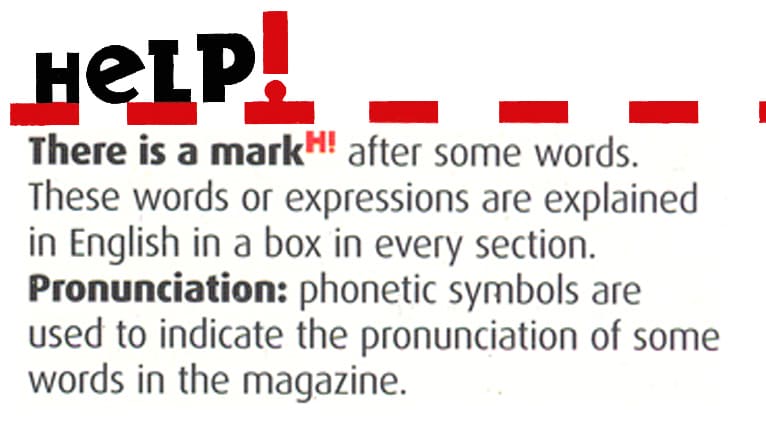 HeLP!
There is a mark H! after some words.
These words or expressions are explained
in English in a box in every section.
Pronunciation: phonetic symbols are
used to indicate the pronunciation of some
words in the magazine.